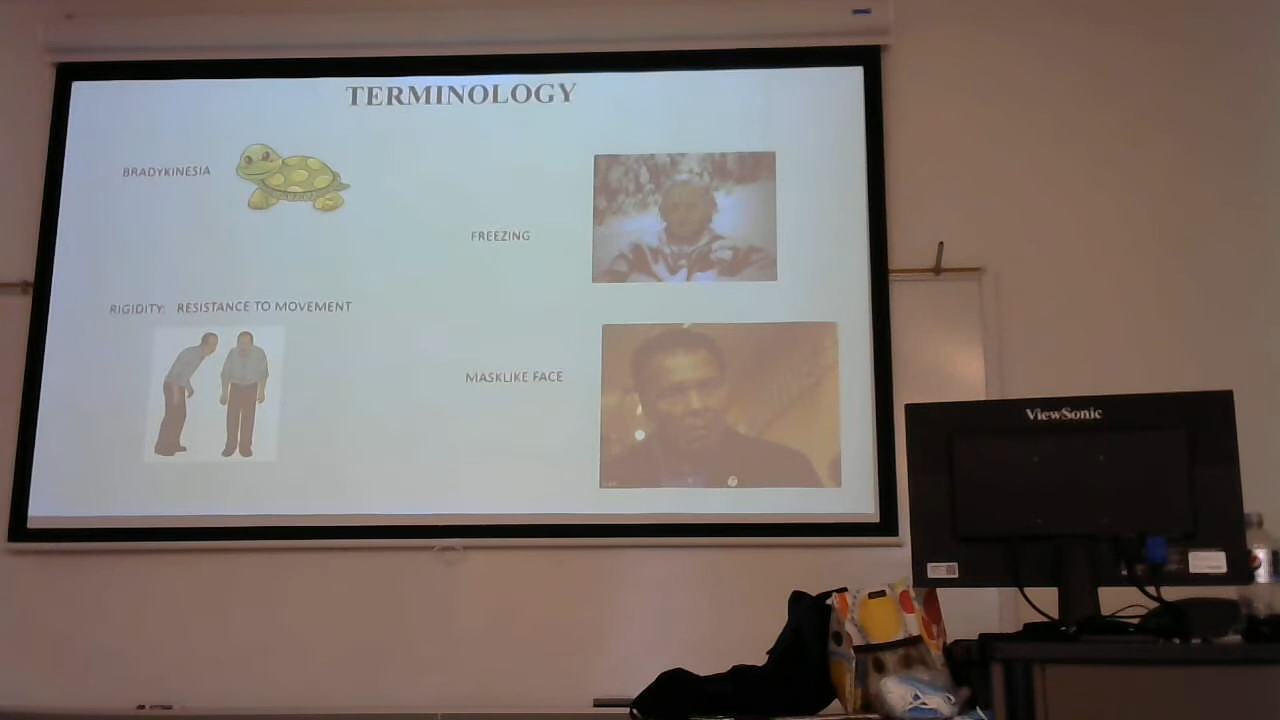 TERMINOLOGY
BRADYKINESIA
FREEZING
RIGIDITY: RESISTANCE TO MOVEMENT
MASKLIKE FACE
ViewSonic